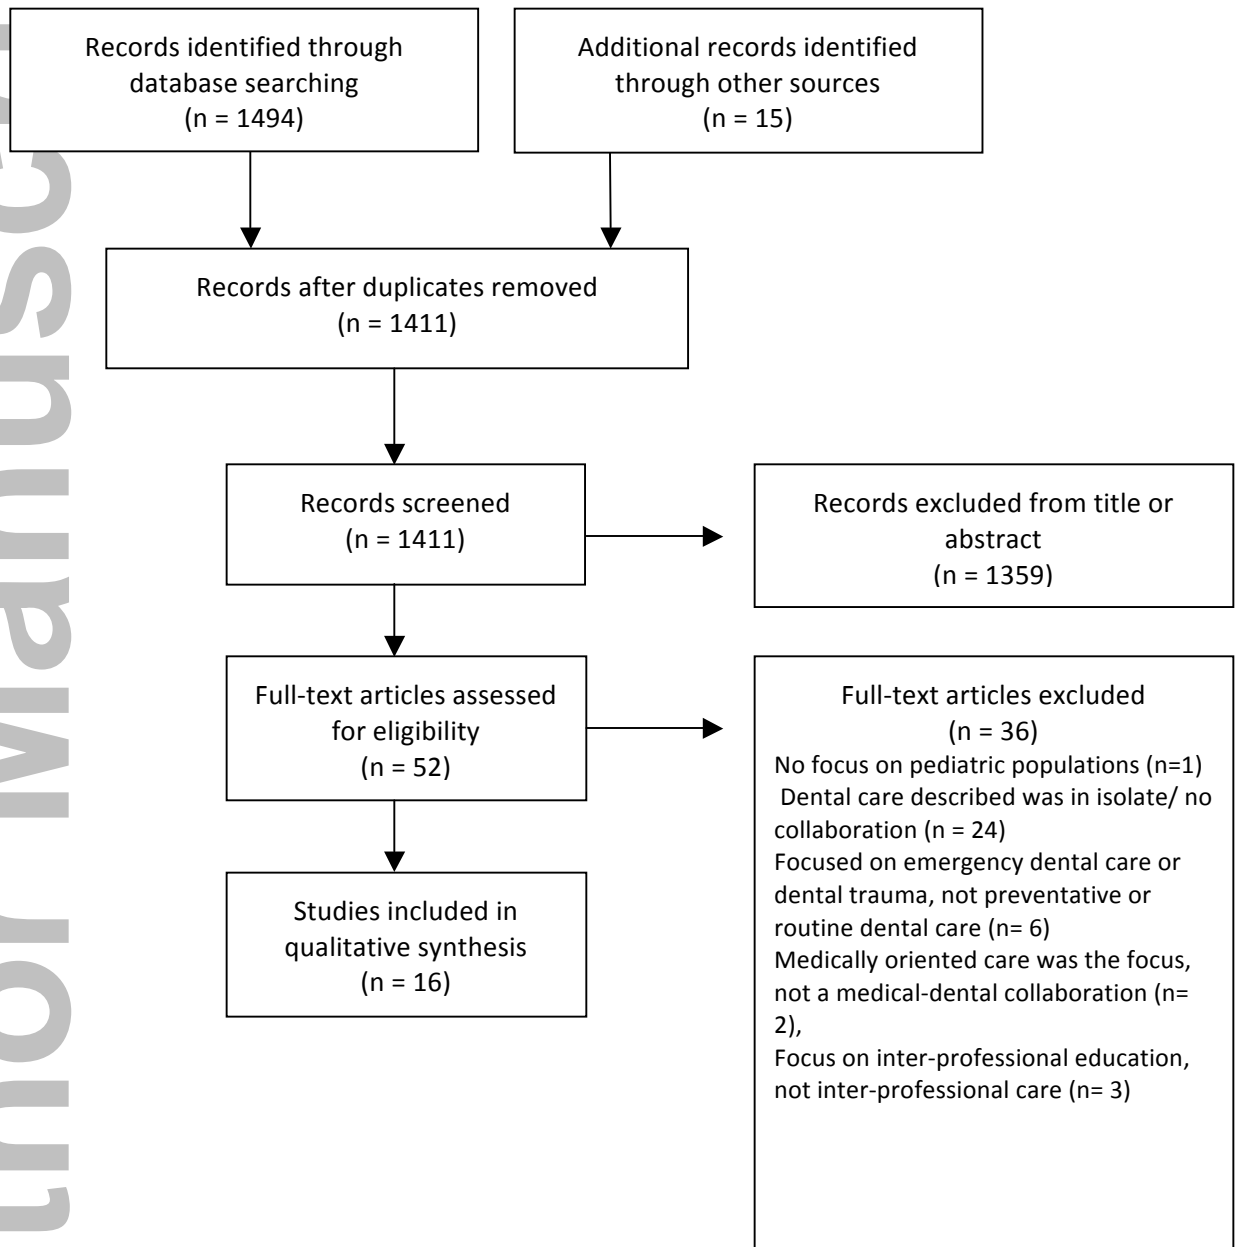 Records identified through
database searching
(n = 1494)
Additional records identified
through other sources
(n = 15)
Records after duplicates removed
(n = 1411)
Records screened
(n = 1411)
Records excluded from title or
abstract
(n = 1359)
Full-text articles assessed
for eligibility
(n = 52)
Full-text articles excluded
(n = 36)
No focus on pediatric populations (n=1)
Dental care described was in isolate/ no
collaboration (n = 24)
Focused on emergency dental care or
dental trauma, not preventative or
routine dental care (n= 6)
Medically oriented care was the focus,
not a medical-dental collaboration (n=
2),
Focus on inter-professional education,
not inter-professional care (n= 3)
Studies included in
qualitative synthesis
(n = 16)